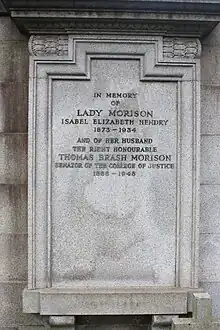 IN MEMORY
OF
LADY MORISON
ISABEL ELIZABETH HENDRY
1873–1934
AND OF HER HUSBAND
THE RIGHT HONOURABLE
THOMAS BRASH MORISON
SENATOR OF THE COLLEGE OF JUSTICE
1868–1945